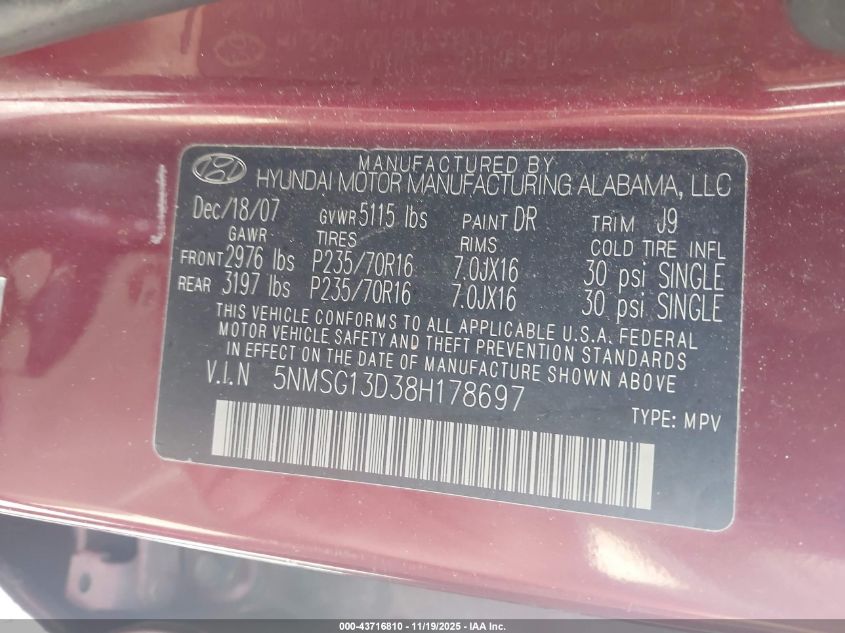 MANUFACTURED BY
HYUNDAI MOTOR MANUFACTURING ALABAMA, LLC
Dec/18/07 GVWR 5115 lbs PAINT DR TRIM J9
GAWR TIRES RIMS COLD TIRE INFL
FRONT 2976 lbs P235/70R16 7.0JX16 30 psi SINGLE
REAR 3197 lbs P235/70R16 7.0JX16 30 psi SINGLE
THIS VEHICLE CONFORMS TO ALL APPLICABLE U.S.A. FEDERAL
MOTOR VEHICLE SAFETY AND THEFT PREVENTION STANDARDS
IN EFFECT ON THE DATE OF MANUFACTURE SHOWN ABOVE
V.I.N 5NMSG13D38H178697
TYPE: MPV
000-43716810 - 11/19/2025 - IAA Inc.